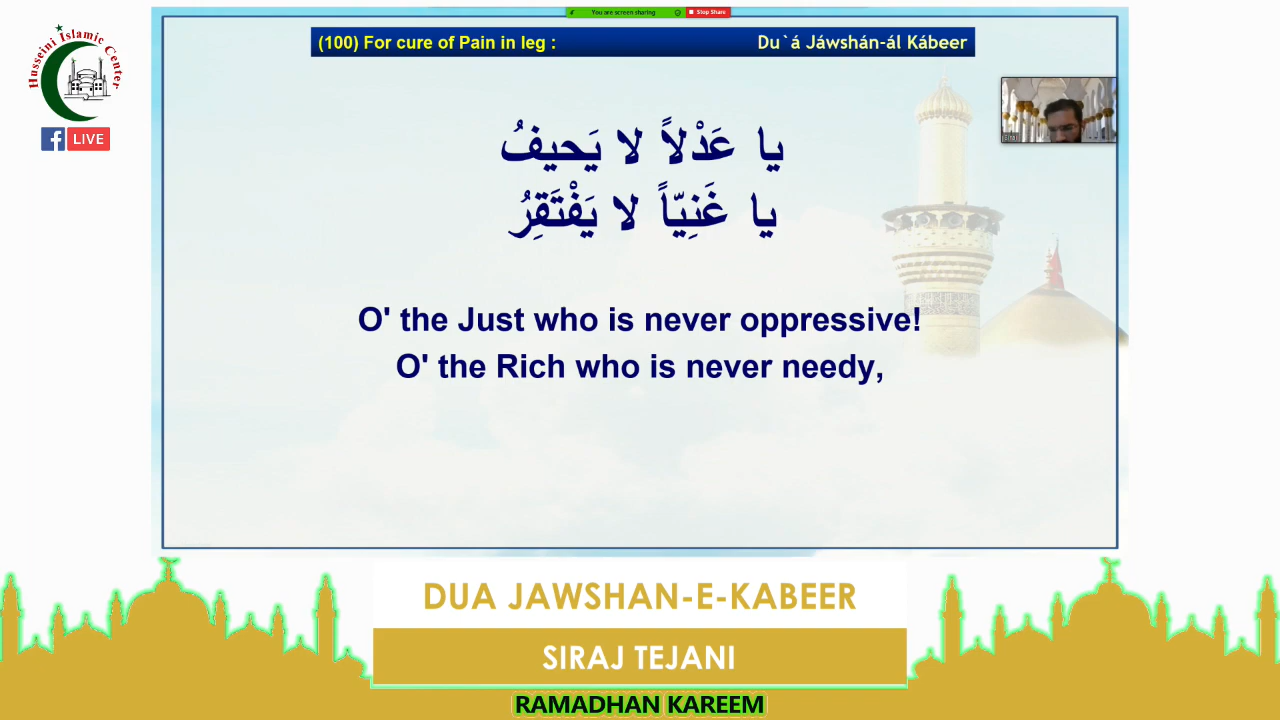 You are screen sharing
Stop Share
Husseini Islamic Center
LIVE
(100) For cure of Pain in leg :
Du`á Jáwshán-ál Kábeer
يا عَدْلاً لا يَحيفُ
يا غَنِيّاً لا يَفْتَقِرُ
O' the Just who is never oppressive!
O' the Rich who is never needy,
DUA JAWSHAN-E-KABEER
SIRAJ TEJANI
RAMADHAN KAREEM